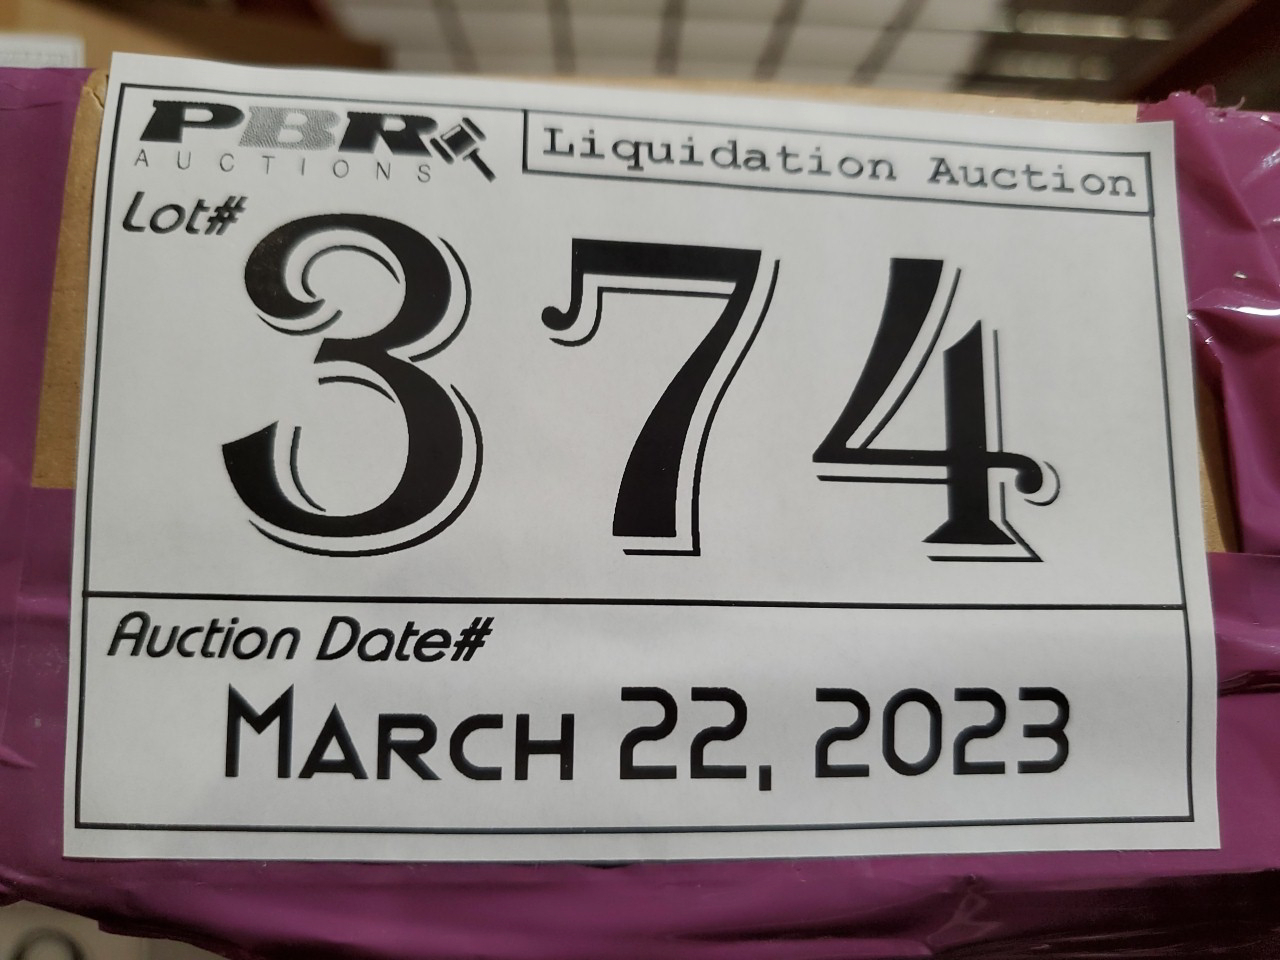 PBR
AUCTIONS
Liquidation Auction
Lot#
374
Auction Date#
March 22, 2023